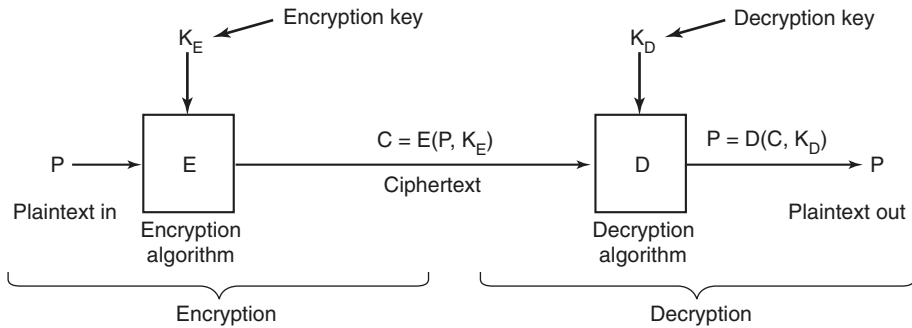 Encryption key
Decryption key
K_E
K_D
P
E
C = E(P, K_E)
D
P = D(C, K_D)
P
Ciphertext
Plaintext in
Plaintext out
Encryption
algorithm
Decryption
algorithm
Encryption
Decryption